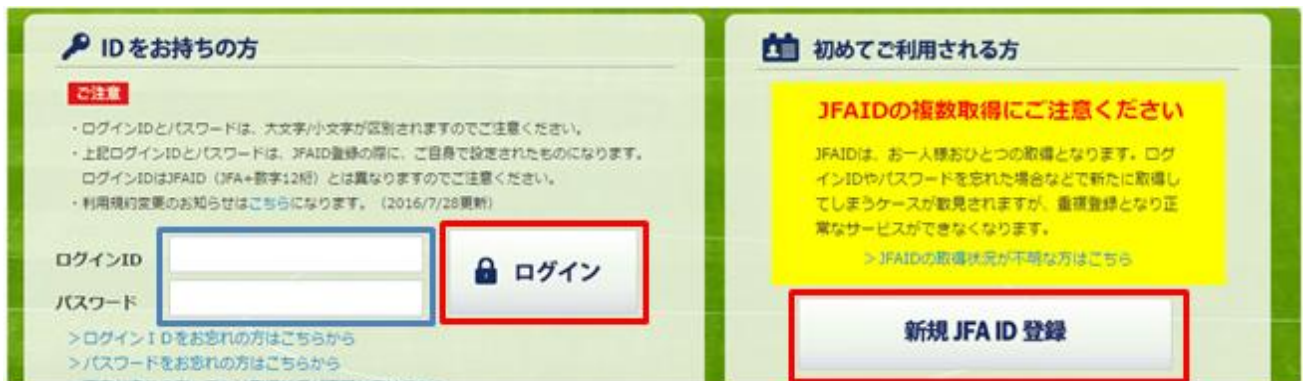 IDをお持ちの方
ご注意
・ログインIDとパスワードは、大文字/小文字が区別されますのでご注意ください。
・上記ログインIDとパスワードは、JFAID登録の際に、ご自身で設定されたものになります。
ログインIDはJFAID（JFA+数字12桁）とは異なりますのでご注意ください。
・利用規約変更のお知らせはこちらになります。（2016/7/28更新）
ログインID
パスワード
ログイン
＞ログインＩＤをお忘れの方はこちらから
＞パスワードをお忘れの方はこちらから
初めてご利用される方
JFAIDの複数取得にご注意ください
JFAIDは、お一人様おひとつの取得となります。ログ
インIDやパスワードを忘れた場合などで新たに取得し
てしまうケースが散見されますが、重複登録となり正
常なサービスができなくなります。
＞JFAIDの取得状況が不明な方はこちら
新規 JFA ID 登録